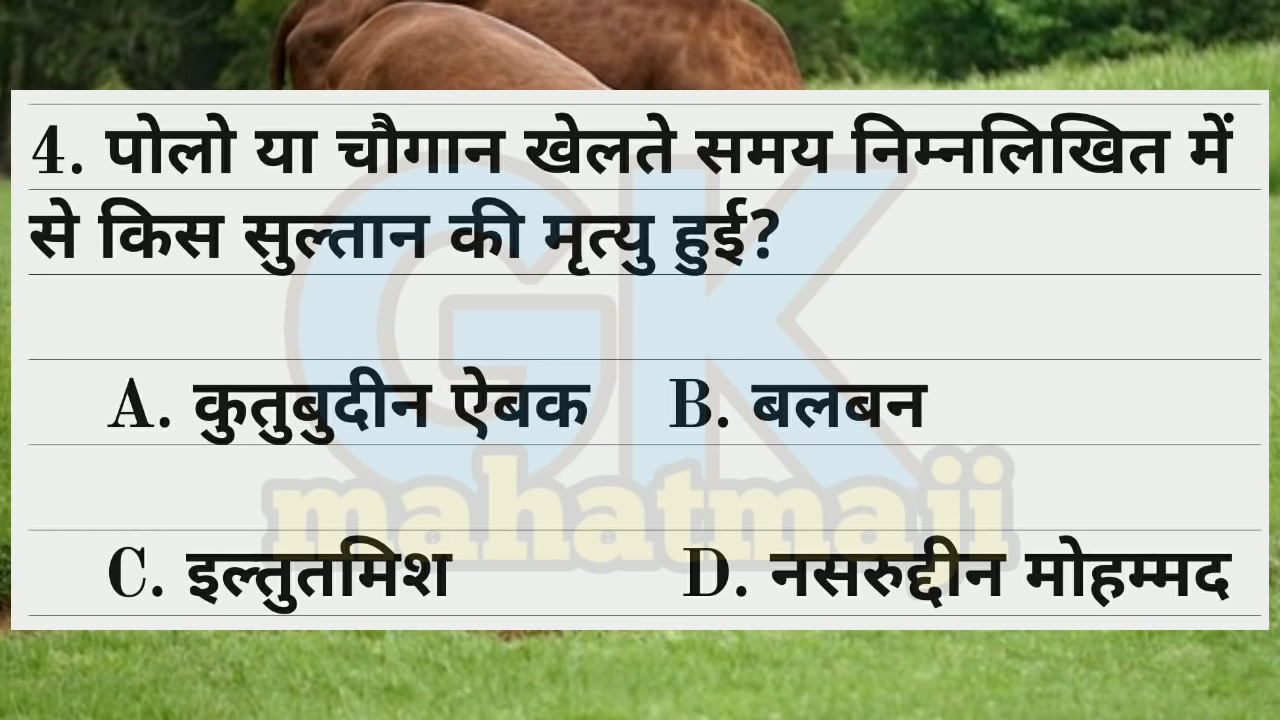 4. पोलो या चौगान खेलते समय निम्नलिखित में
से किस सुल्तान की मृत्यु हुई?
A. कुतुबुदीन ऐबक B. बलबन
GK
mahatmaji
C. इल्तुतमिश D. नसरुद्दीन मोहम्मद